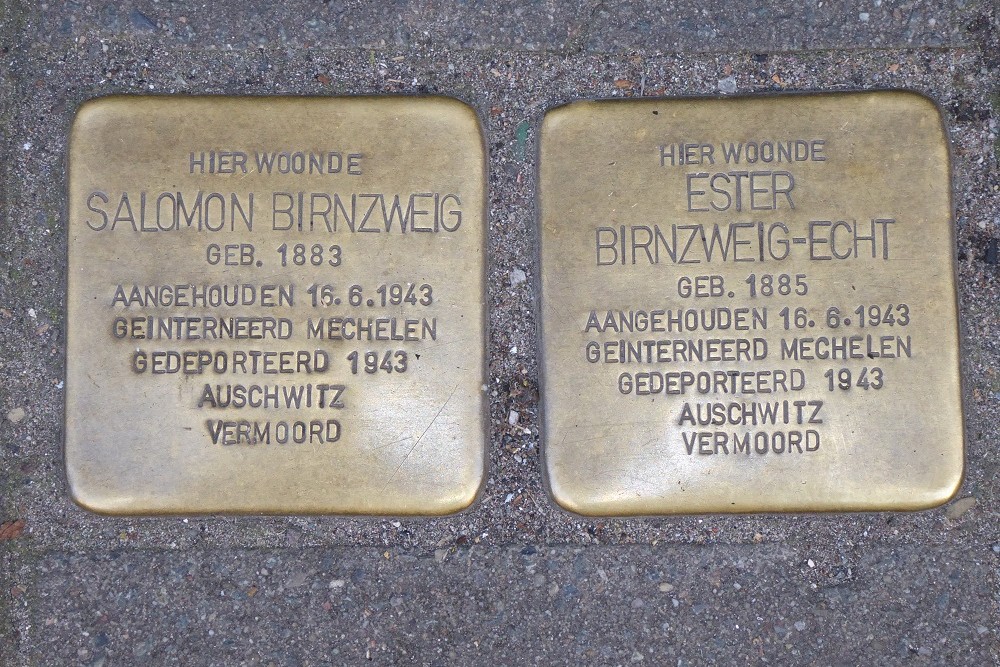 HIER WOONDE
SALOMON BIRNZWEIG
GEB. 1883
AANGEHOUDEN 16.6.1943
GEINTERNEERD MECHELEN
GEDEPORTEERD 1943
AUSCHWITZ
VERMOORD
HIER WOONDE
ESTER
BIRNZWEIG-ECHT
GEB. 1885
AANGEHOUDEN 16.6.1943
GEINTERNEERD MECHELEN
GEDEPORTEERD 1943
AUSCHWITZ
VERMOORD